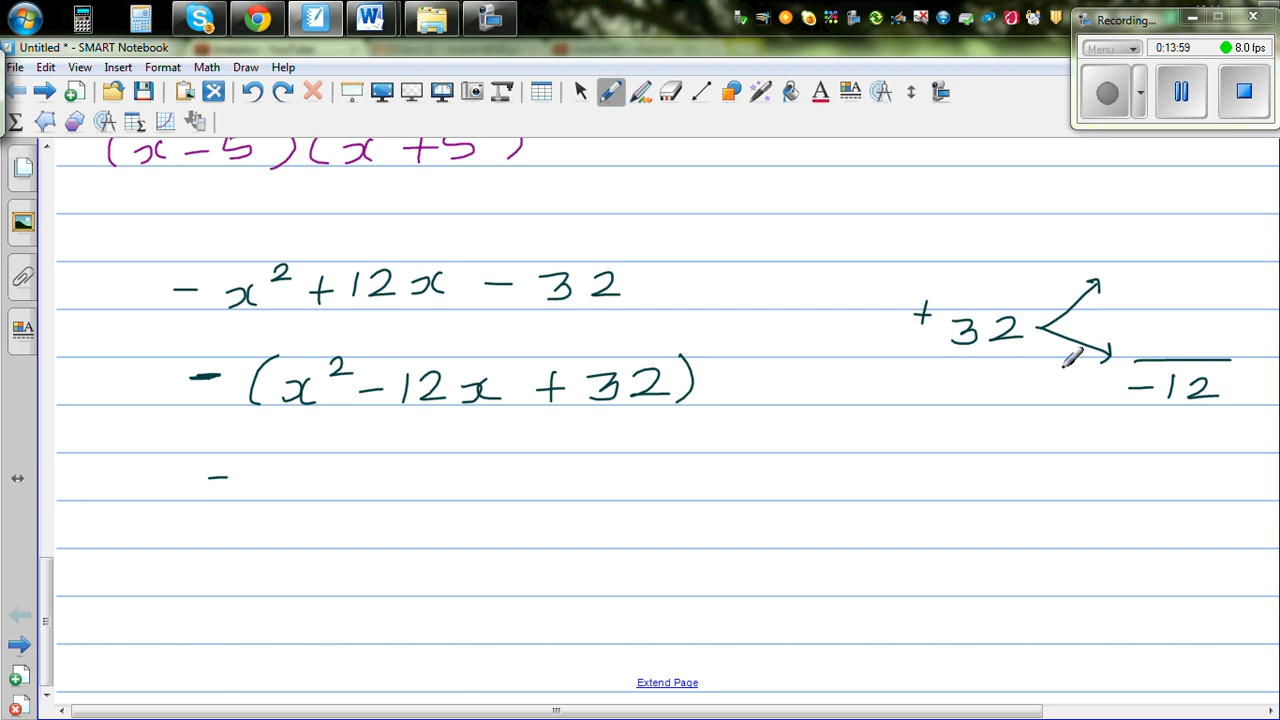 Untitled * - SMART Notebook
File Edit View Insert Format Math Draw Help
Recording...
Menu
0:13:59 8.0 fps
(x - 5)(x + 5)
- x² + 12x - 32
+ 32
- (x² - 12x + 32)
-12
-
Extend Page